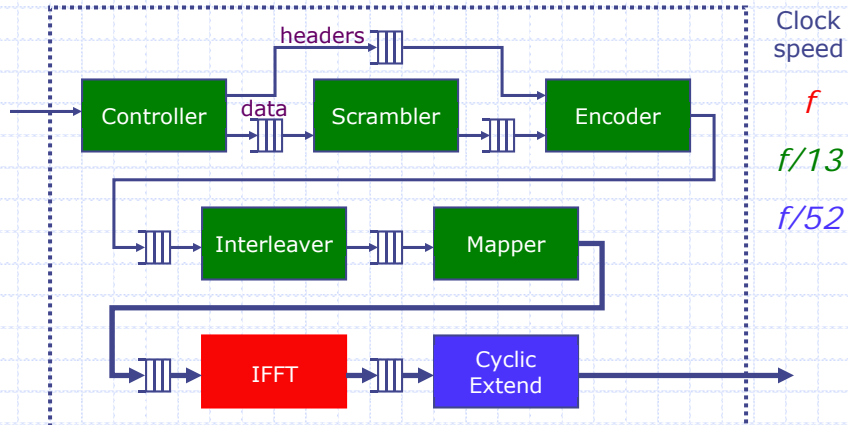 Clock
speed
headers
f
Controller
data
Scrambler
Encoder
f/13
f/52
Interleaver
Mapper
IFFT
Cyclic
Extend